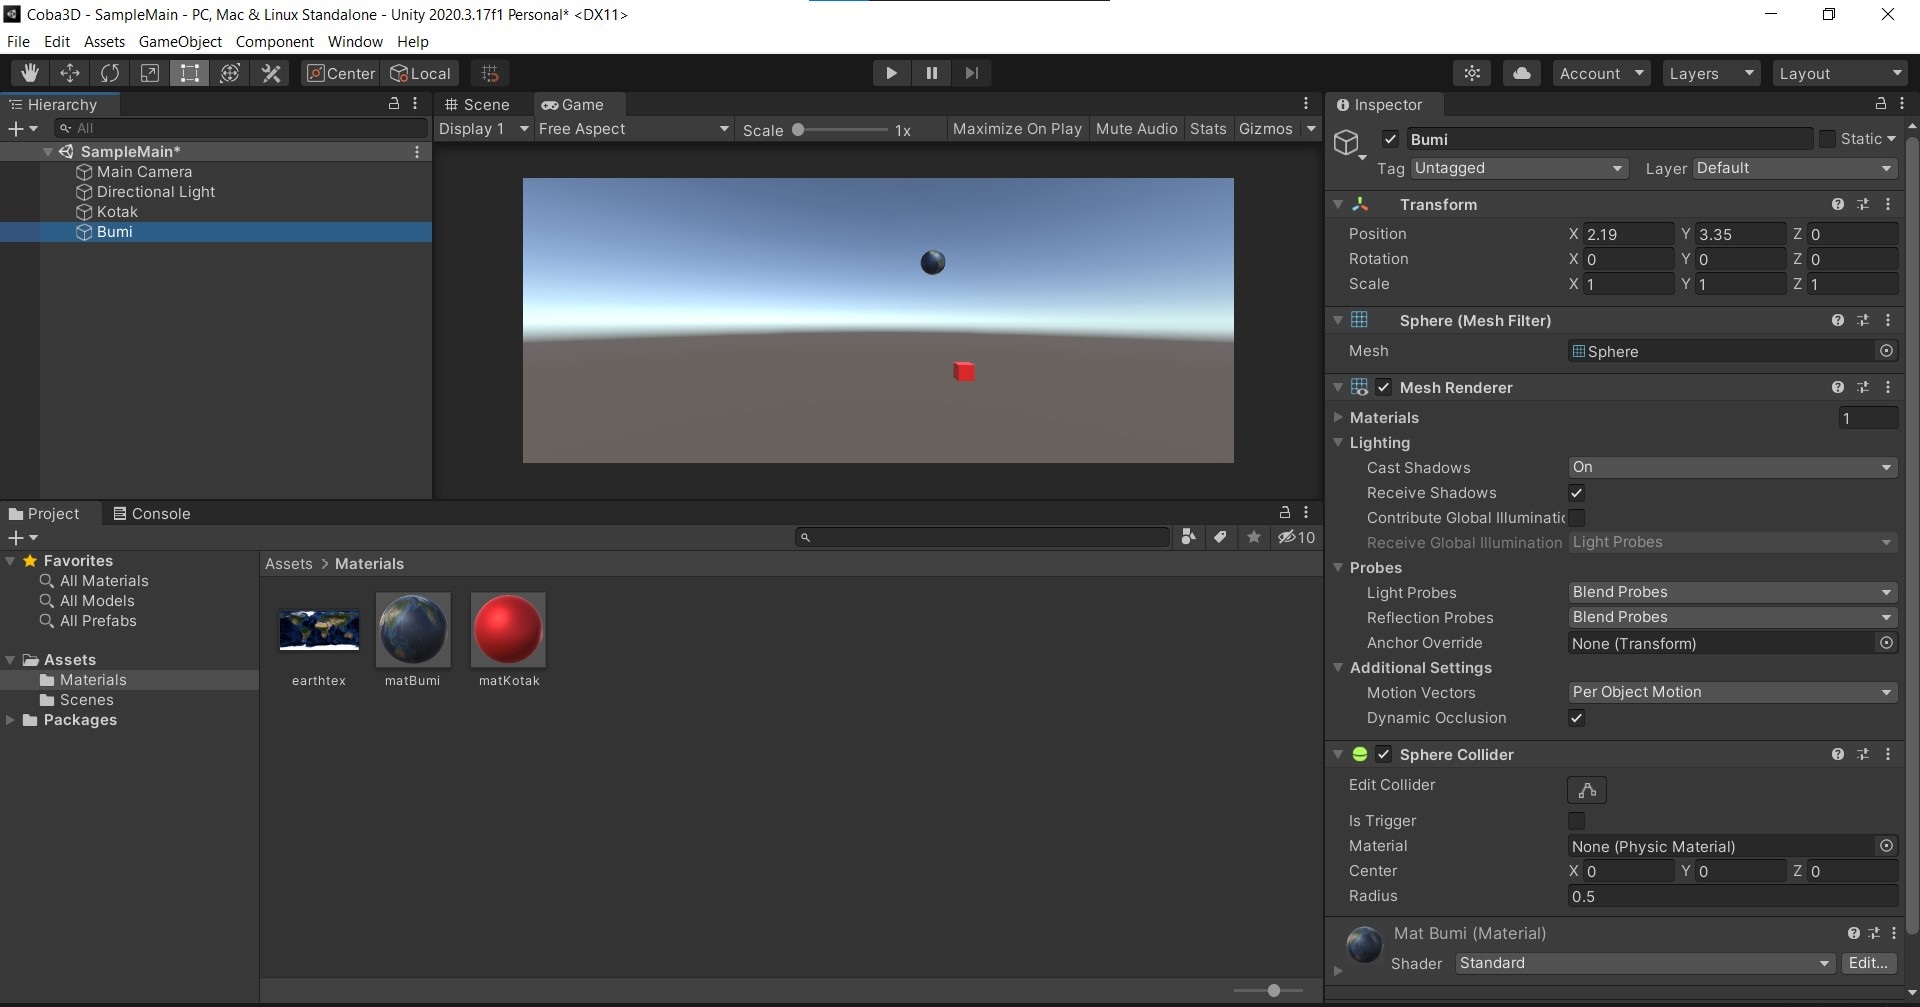 Coba3D - SampleMain - PC, Mac & Linux Standalone - Unity 2020.3.17f1 Personal* <DX11>
File Edit Assets GameObject Component Window Help
Center Local Account Layers Layout
Hierarchy
All
SampleMain*
Main Camera
Directional Light
Kotak
Bumi
Scene Game
Display 1 Free Aspect Scale 1x Maximize On Play Mute Audio Stats Gizmos
Project Console
10
Favorites
All Materials
All Models
All Prefabs
Assets
Materials
Scenes
Packages
Assets > Materials
earthtex matBumi matKotak
Inspector
Bumi Static
Tag Untagged Layer Default
Transform
Position X 2.19 Y 3.35 Z 0
Rotation X 0 Y 0 Z 0
Scale X 1 Y 1 Z 1
Sphere (Mesh Filter)
Mesh Sphere
Mesh Renderer
Materials 1
Lighting
Cast Shadows On
Receive Shadows
Contribute Global Illuminatic
Receive Global Illumination Light Probes
Probes
Light Probes Blend Probes
Reflection Probes Blend Probes
Anchor Override None (Transform)
Additional Settings
Motion Vectors Per Object Motion
Dynamic Occlusion
Sphere Collider
Edit Collider
Is Trigger
Material None (Physic Material)
Center X 0 Y 0 Z 0
Radius 0.5
Mat Bumi (Material)
Shader Standard Edit...